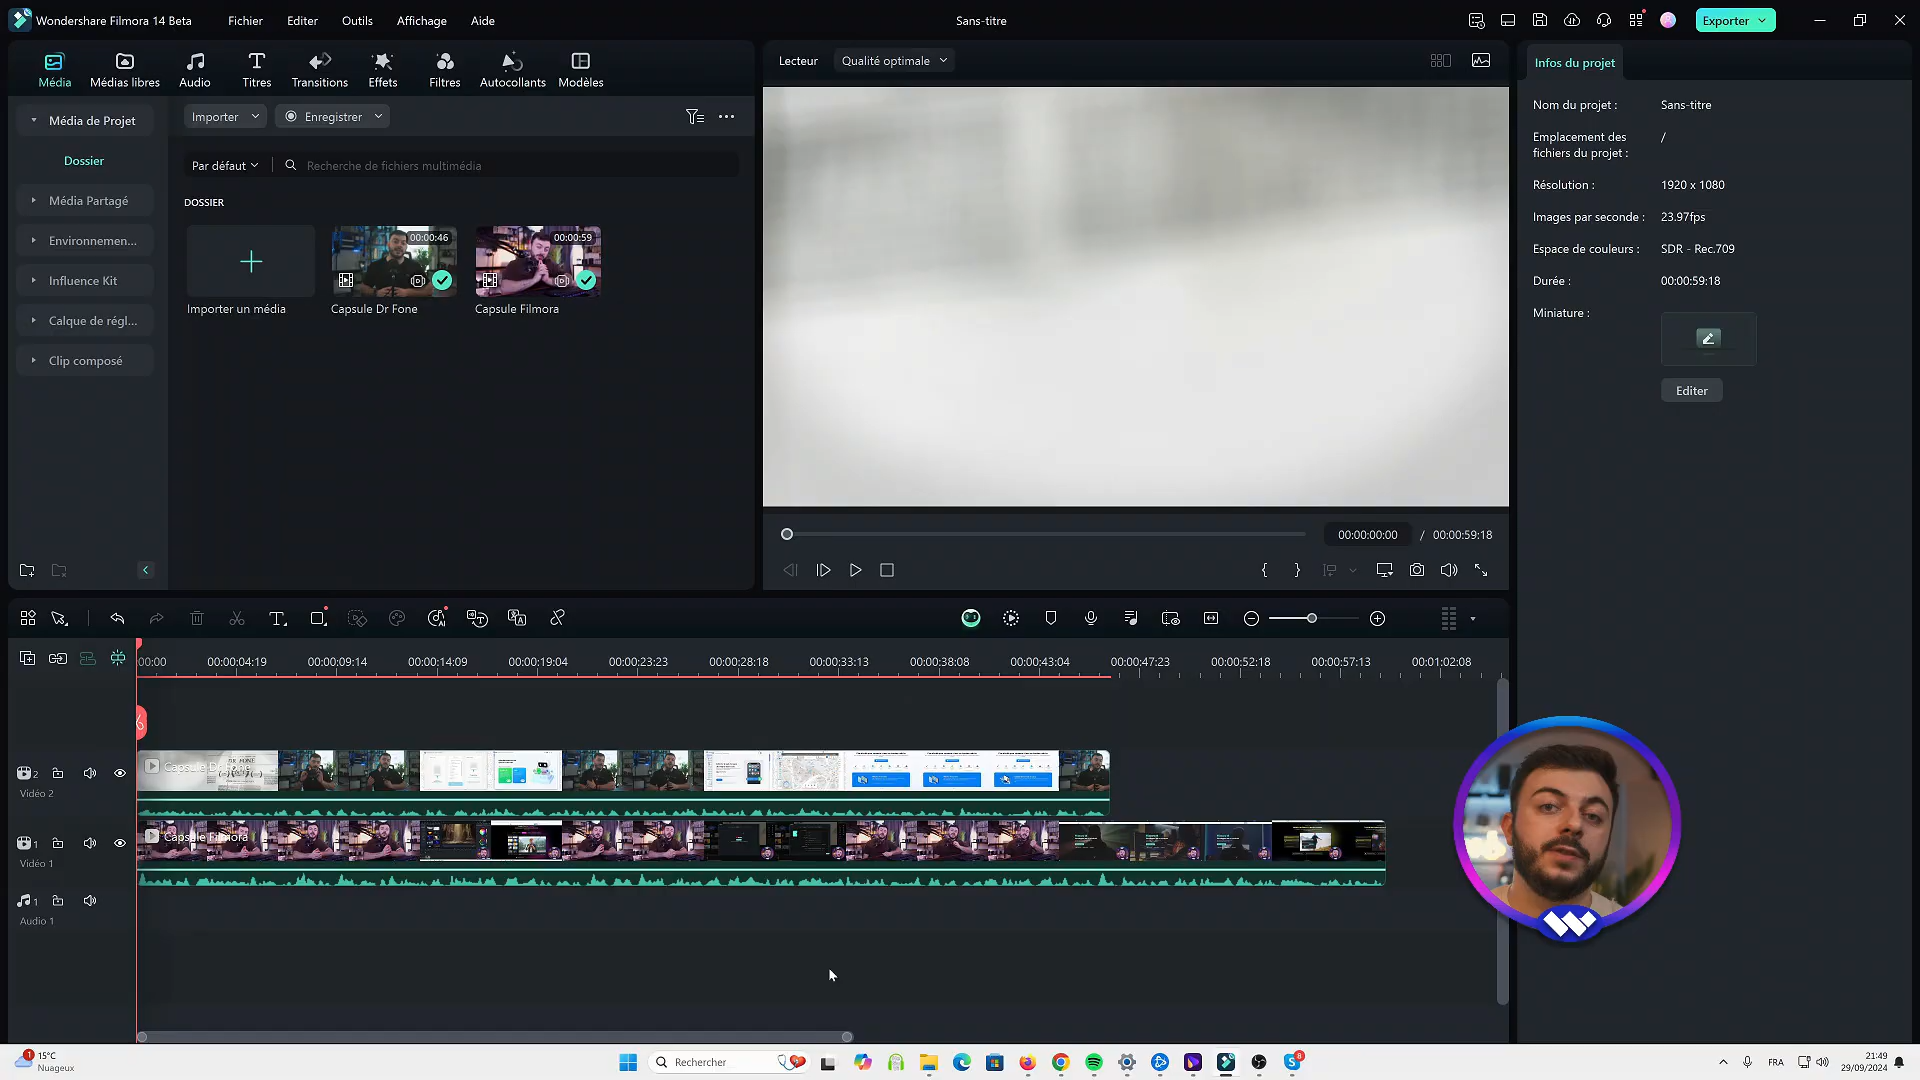 Wondershare Filmora 14 Beta
Fichier
Editer
Outils
Affichage
Aide
Sans-titre
Exporter
Média
Médias libres
Audio
Titres
Transitions
Effets
Filtres
Autocollants
Modèles
Média de Projet
Dossier
Média Partagé
Environnemen...
Influence Kit
Calque de régl...
Clip composé
Importer
Enregistrer
Par défaut
Recherche de fichiers multimédia
DOSSIER
00:00:46
00:00:59
Importer un média
Capsule Dr Fone
Capsule Filmora
Lecteur
Qualité optimale
00:00:00:00 / 00:00:59:18
Infos du projet
Nom du projet : Sans-titre
Emplacement des fichiers du projet : /
Résolution : 1920 x 1080
Images par seconde : 23.97fps
Espace de couleurs : SDR - Rec.709
Durée : 00:00:59:18
Miniature :
Editer
:00:00 00:00:04:19 00:00:09:14 00:00:14:09 00:00:19:04 00:00:23:23 00:00:28:18 00:00:33:13 00:00:38:08 00:00:43:04 00:00:47:23 00:00:52:18 00:00:57:13 00:01:02:08
2
Vidéo 2
Capsule Dr Fone
1
Vidéo 1
Capsule Filmora
1
Audio 1
1
15°C
Nuageux
Rechercher
8
FRA
21:49
29/09/2024